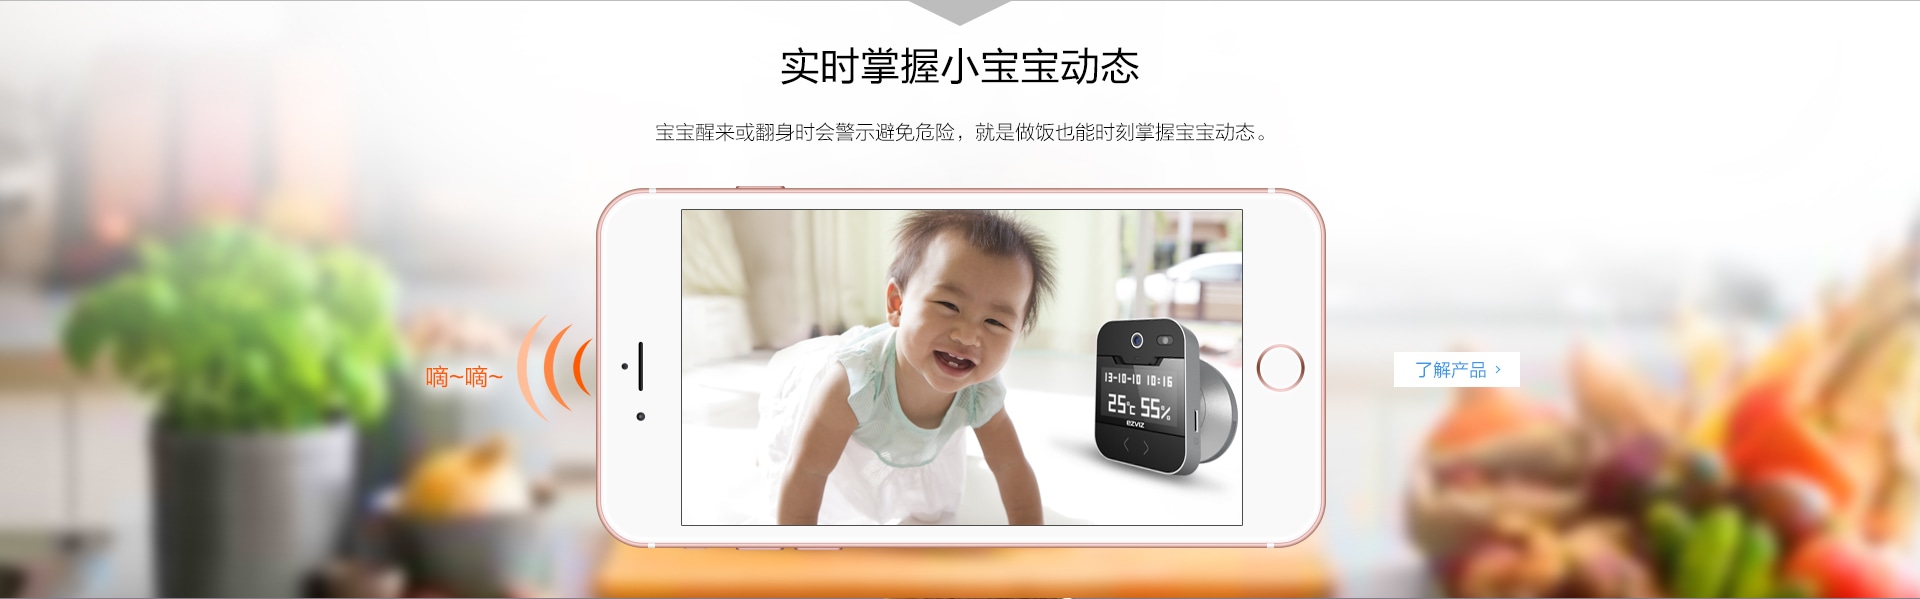 实时掌握小宝宝动态
宝宝醒来或翻身时会警示避免危险，就是做饭也能时刻掌握宝宝动态。
嘀~嘀~
13-10-10 10:16
25℃ 55%
ezviz
了解产品 >